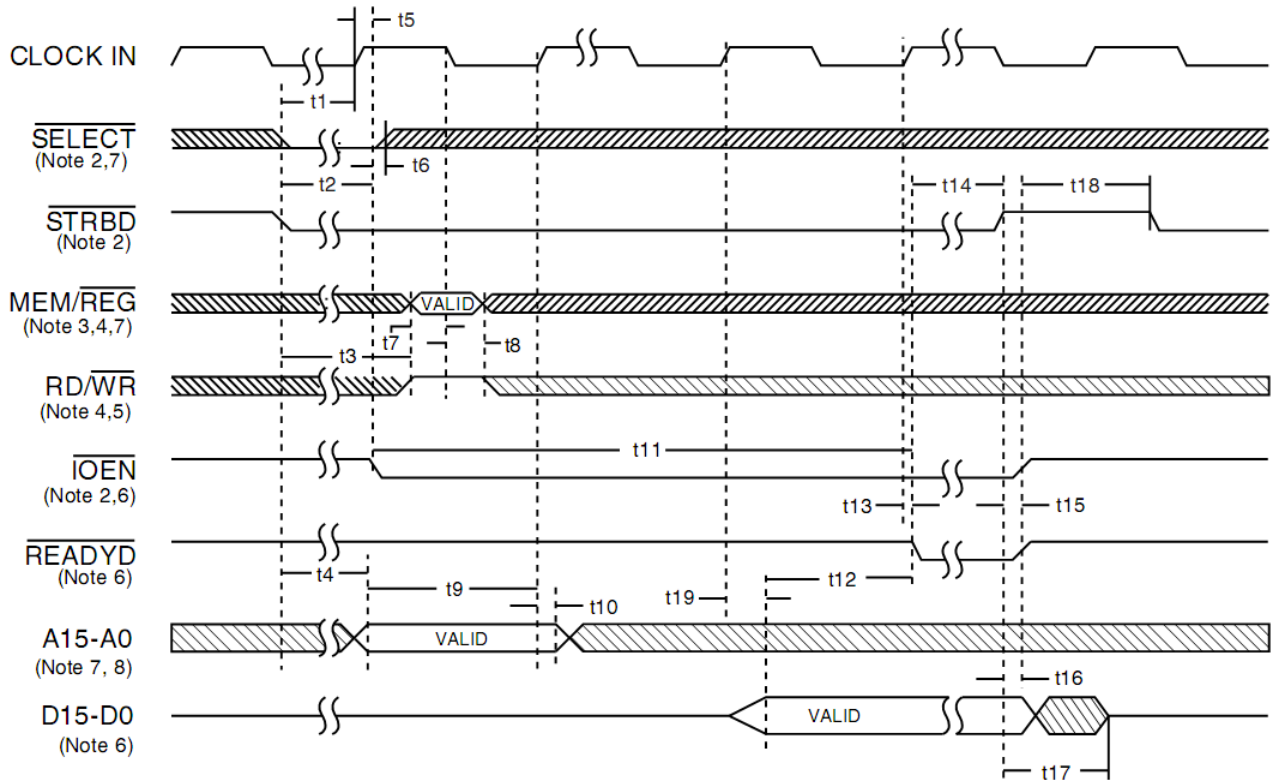 t5
CLOCK IN
t1
SELECT
(Note 2,7)
t6
t2
t14
t18
STRBD
(Note 2)
MEM/REG
VALID
(Note 3,4,7)
t7
t8
t3
RD/WR
(Note 4,5)
t11
IOEN
(Note 2,6)
t13
t15
READYD
(Note 6)
t4
t9
t12
t10
t19
A15-A0
VALID
(Note 7, 8)
t16
D15-D0
VALID
(Note 6)
t17